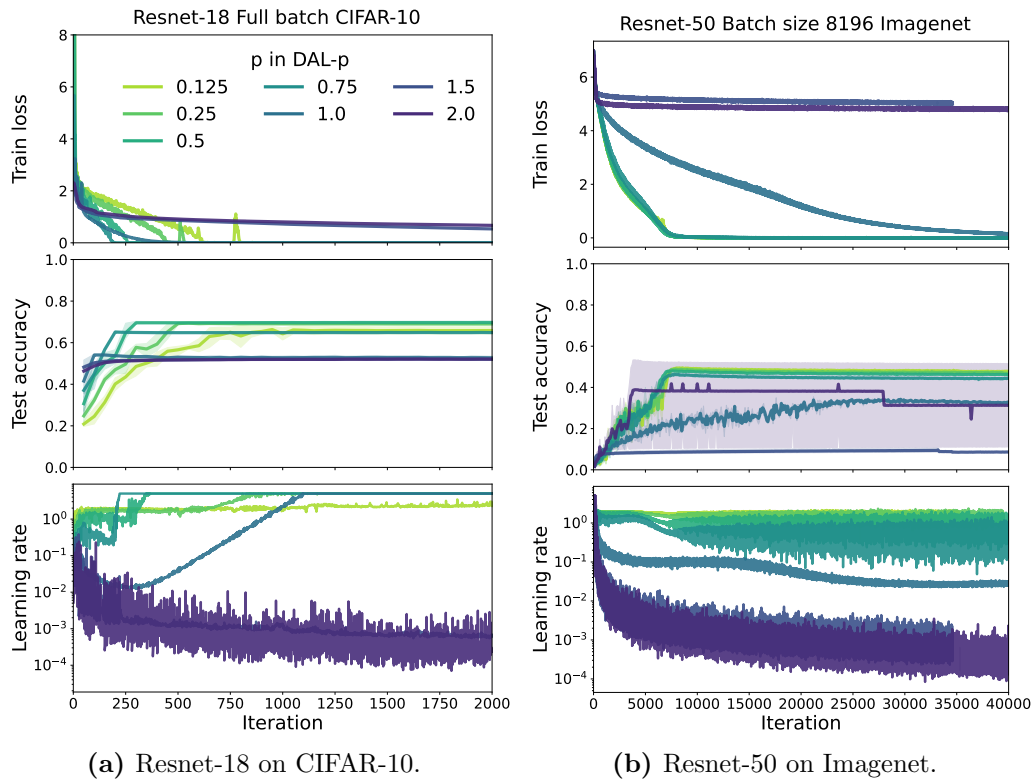 Resnet-18 Full batch CIFAR-10
Train loss
8
6
4
2
0
p in DAL-p
0.125
0.25
0.5
0.75
1.0
1.5
2.0
Test accuracy
1.0
0.8
0.6
0.4
0.2
0.0
Learning rate
10^0
10^-1
10^-2
10^-3
10^-4
0 250 500 750 1000 1250 1500 1750 2000
Iteration
(a) Resnet-18 on CIFAR-10.
Resnet-50 Batch size 8196 Imagenet
Train loss
6
4
2
0
Test accuracy
1.0
0.8
0.6
0.4
0.2
0.0
Learning rate
10^0
10^-1
10^-2
10^-3
10^-4
0 5000 10000 15000 20000 25000 30000 35000 40000
Iteration
(b) Resnet-50 on Imagenet.